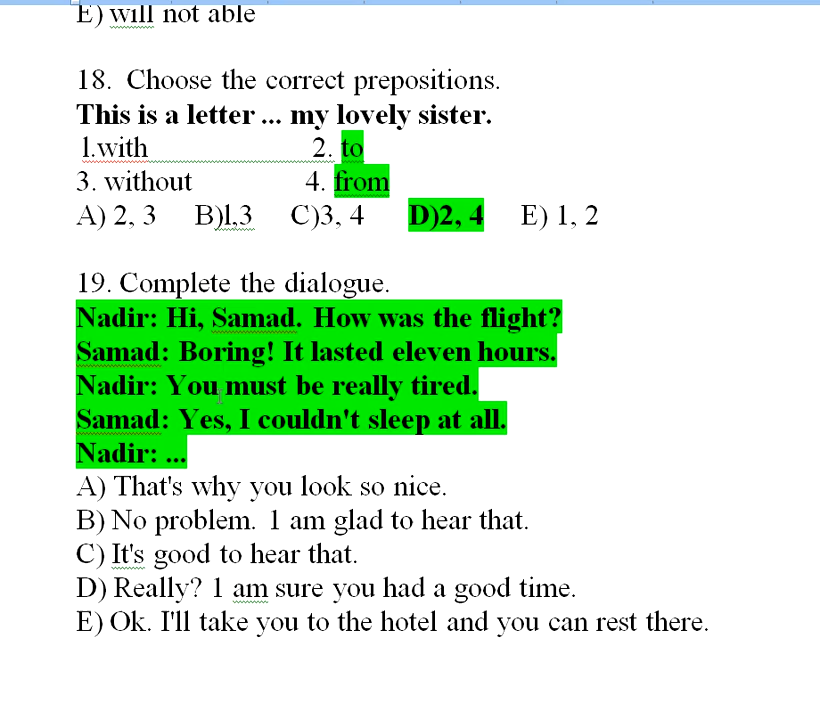 E) will not able
18. Choose the correct prepositions.
This is a letter ... my lovely sister.
1.with 2. to
3. without 4. from
A) 2, 3 B)1,3 C)3, 4 D)2, 4 E) 1, 2
19. Complete the dialogue.
Nadir: Hi, Samad. How was the flight?
Samad: Boring! It lasted eleven hours.
Nadir: You must be really tired.
Samad: Yes, I couldn't sleep at all.
Nadir: ...
A) That's why you look so nice.
B) No problem. 1 am glad to hear that.
C) It's good to hear that.
D) Really? 1 am sure you had a good time.
E) Ok. I'll take you to the hotel and you can rest there.